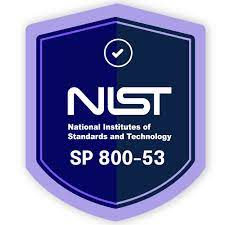 NIST
National Institutes of
Standards and Technology
SP 800-53